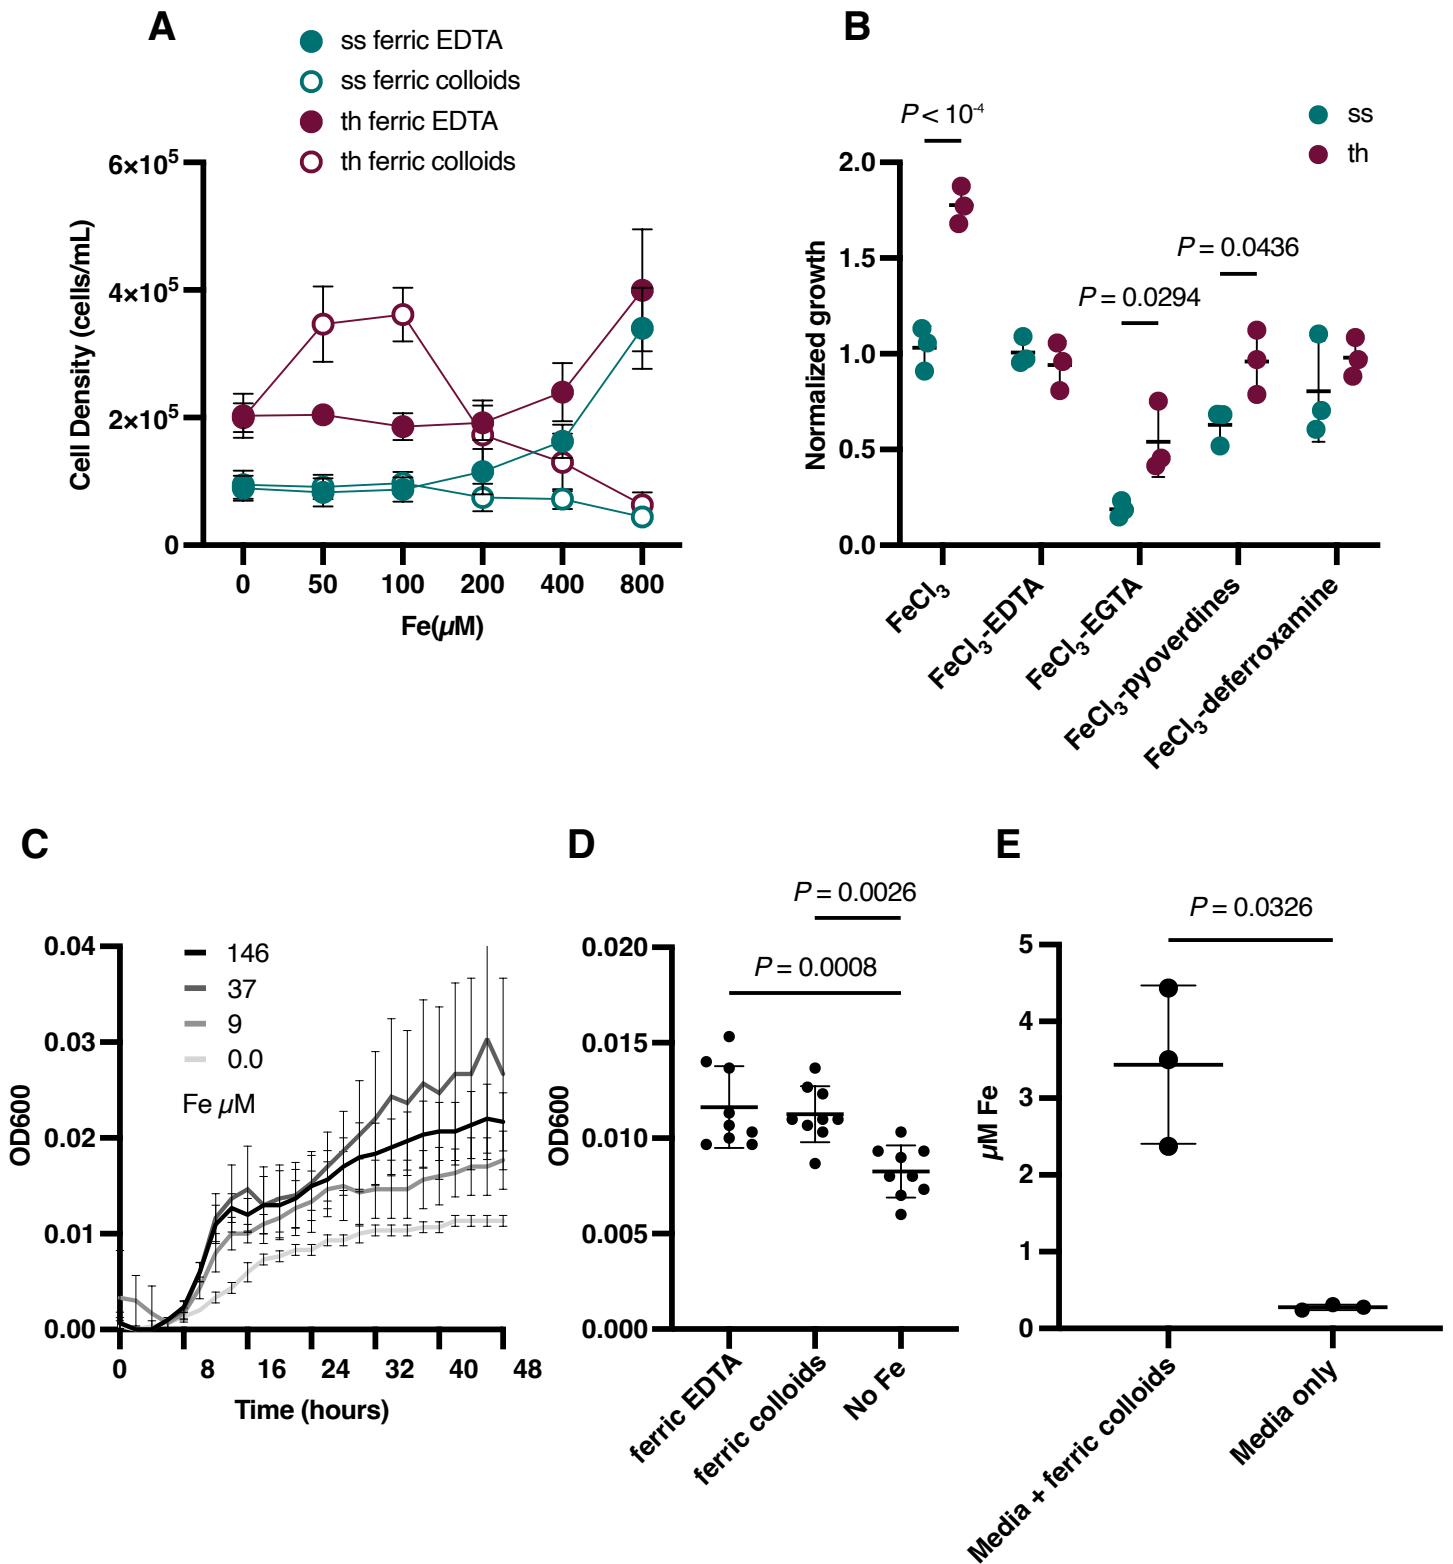 A
ss ferric EDTA
ss ferric colloids
th ferric EDTA
th ferric colloids
6×10⁵
4×10⁵
2×10⁵
0
Cell Density (cells/mL)
0 50 100 200 400 800
Fe(µM)
B
ss
th
P < 10⁻⁴
P = 0.0436
P = 0.0294
2.0
1.5
1.0
0.5
0.0
Normalized growth
FeCl₃
FeCl₃-EDTA
FeCl₃-EGTA
FeCl₃-pyoverdines
FeCl₃-deferroxamine
C
0.04
0.03
0.02
0.01
0.00
OD600
146
37
9
0.0
Fe µM
0 8 16 24 32 40 48
Time (hours)
D
P = 0.0026
P = 0.0008
0.020
0.015
0.010
0.005
0.000
OD600
ferric EDTA
ferric colloids
No Fe
E
P = 0.0326
5
4
3
2
1
0
µM Fe
Media + ferric colloids
Media only